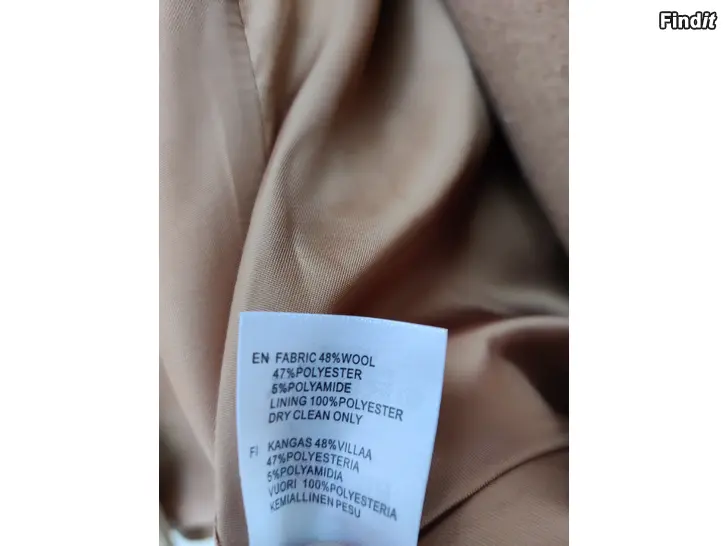 Findit
EN FABRIC 48%WOOL
47%POLYESTER
5%POLYAMIDE
LINING 100%POLYESTER
DRY CLEAN ONLY
FI KANGAS 48%VILLAA
47%POLYESTERIA
5%POLYAMIDIA
VUORI 100%POLYESTERIA
KEMIALLINEN PESU